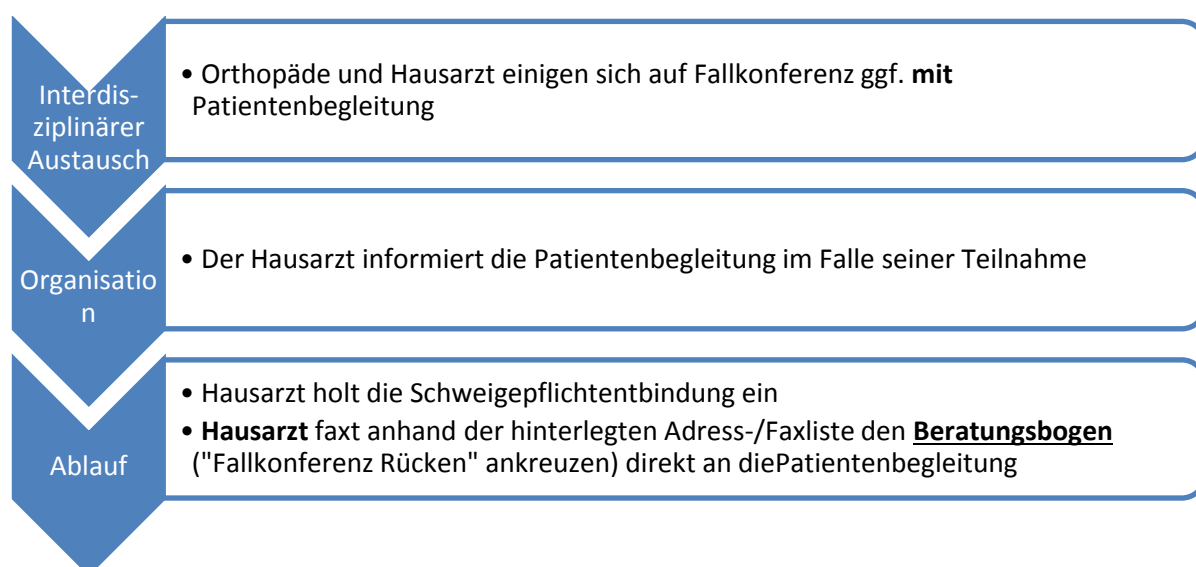 Interdis-
ziplinärer
Austausch
• Orthopäde und Hausarzt einigen sich auf Fallkonferenz ggf. mit
Patientenbegleitung
Organisatio
n
• Der Hausarzt informiert die Patientenbegleitung im Falle seiner Teilnahme
Ablauf
• Hausarzt holt die Schweigepflichtentbindung ein
• Hausarzt faxt anhand der hinterlegten Adress-/Faxliste den Beratungsbogen
("Fallkonferenz Rücken" ankreuzen) direkt an diePatientenbegleitung